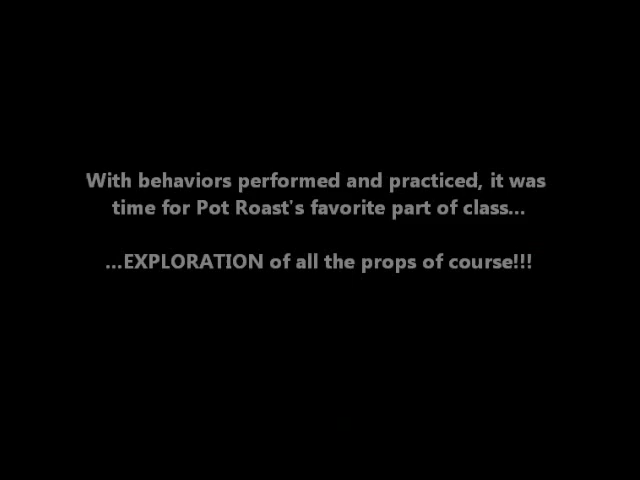 With behaviors performed and practiced, it was
time for Pot Roast's favorite part of class...
...EXPLORATION of all the props of course!!!